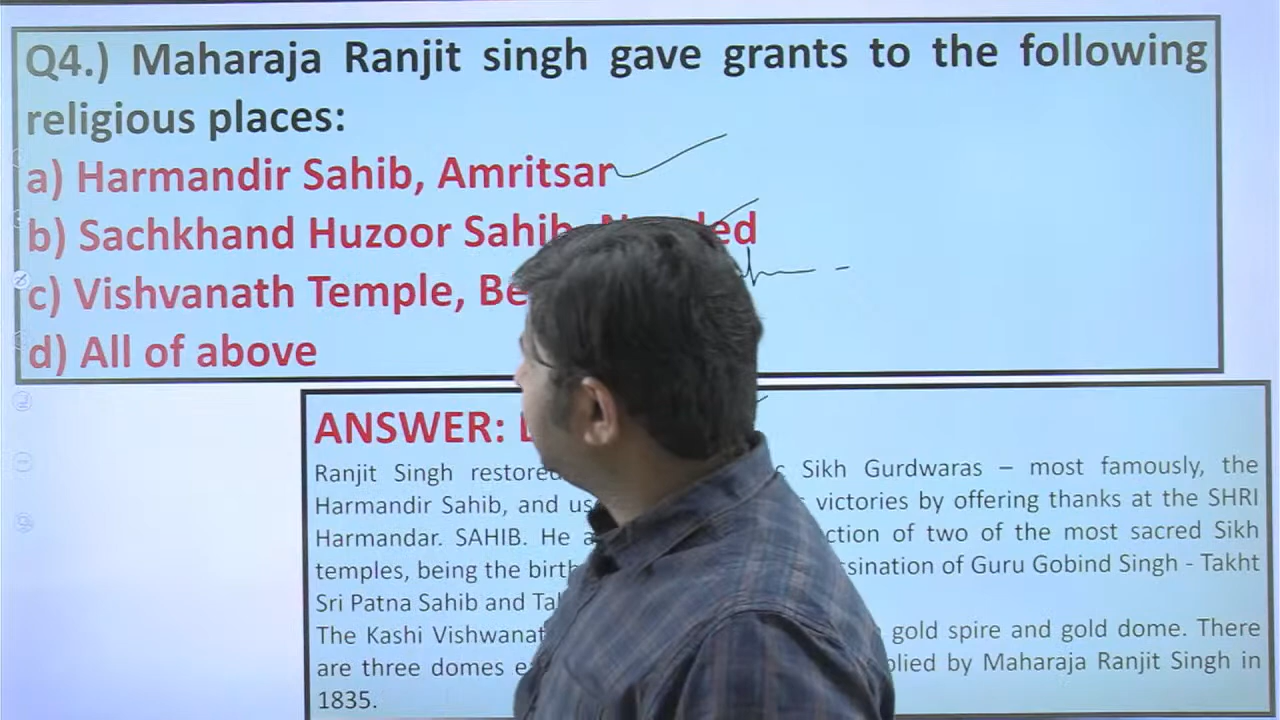 Q4.) Maharaja Ranjit singh gave grants to the following
religious places:
a) Harmandir Sahib, Amritsar
b) Sachkhand Huzoor Sahib,
c) Vishvanath Temple,
d) All of above
ANSWER:
Ranjit Singh Sikh Gurdwaras – most famously, the
Harmandir Sahib, and victories by offering thanks at the SHRI
Harmandar. SAHIB. He of two of the most sacred Sikh
temples, being the of Guru Gobind Singh - Takht
Sri Patna Sahib and
The Kashi gold spire and gold dome. There
are three domes by Maharaja Ranjit Singh in
1835.